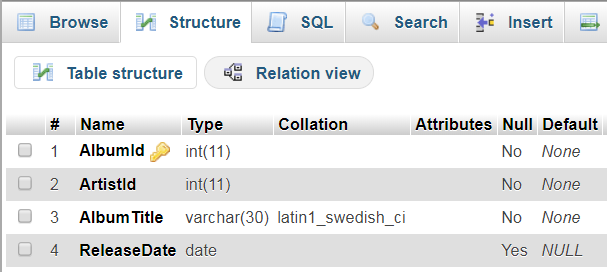 Browse Structure SQL Search Insert
Table structure Relation view
# Name Type Collation Attributes Null Default
1 AlbumId int(11) No None
2 ArtistId int(11) No None
3 AlbumTitle varchar(30) latin1_swedish_ci No None
4 ReleaseDate date Yes NULL